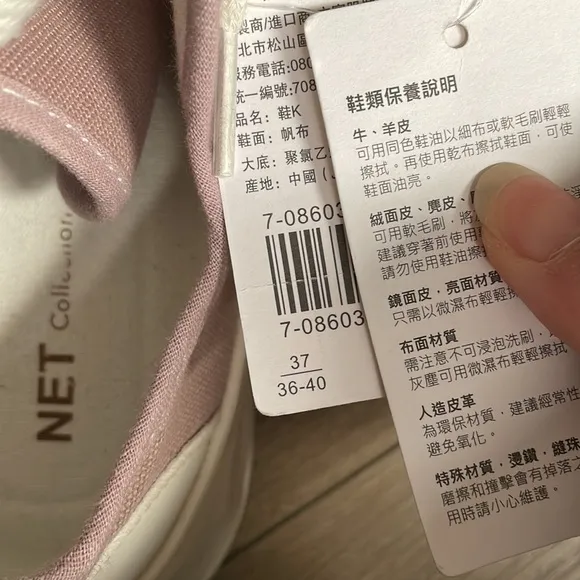 NET Collection
製商/進口商
北市松山區
服務電話:080
統一編號:708
品名: 鞋K
鞋面: 帆布
大底: 聚氯乙
產地: 中國 (
7-08603
7-08603
37
36-40
鞋類保養說明
牛、羊皮
可用同色鞋油以細布或軟毛刷輕輕
擦拭。再使用乾布擦拭鞋面,可使
鞋面油亮。
絨面皮、麂皮、
可用軟毛刷,將
建議穿著前使用
請勿使用鞋油擦
鏡面皮、亮面材質
只需以微濕布輕輕
布面材質
需注意不可浸泡洗刷,
灰塵可用微濕布輕輕擦拭
人造皮革
為環保材質,建議經常性
避免氧化。
特殊材質,燙鑽,縫珠
磨擦和撞擊會有掉落之
用時請小心維護。